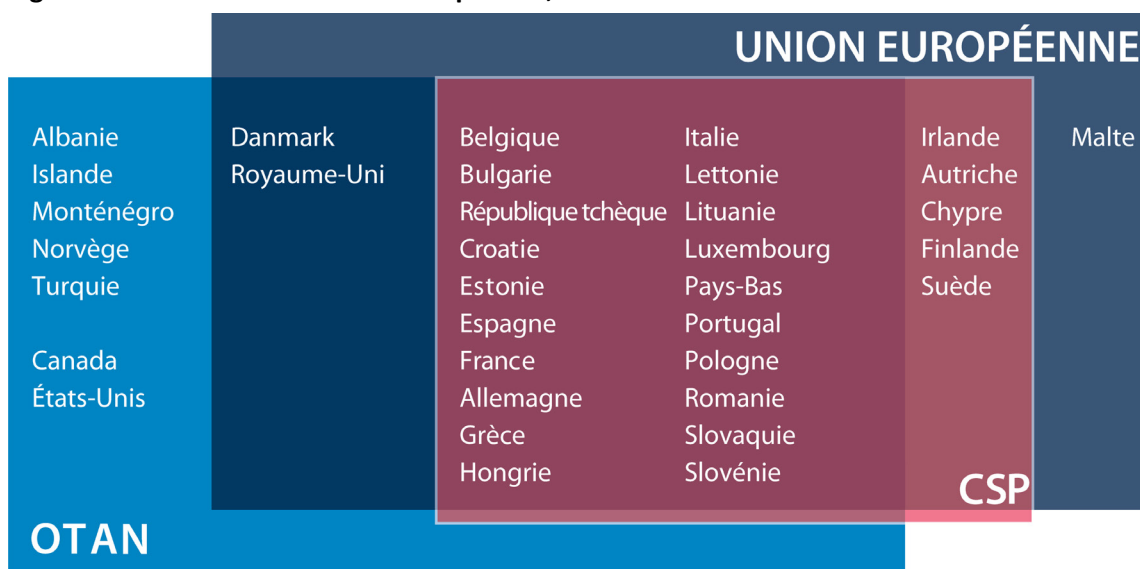 UNION EUROPÉENNE
Albanie
Islande
Monténégro
Norvège
Turquie
Canada
États-Unis
Danmark
Royaume-Uni
Belgique
Bulgarie
République tchèque
Croatie
Estonie
Espagne
France
Allemagne
Grèce
Hongrie
Italie
Lettonie
Lituanie
Luxembourg
Pays-Bas
Portugal
Pologne
Romanie
Slovaquie
Slovénie
Irlande
Autriche
Chypre
Finlande
Suède
Malte
CSP
OTAN